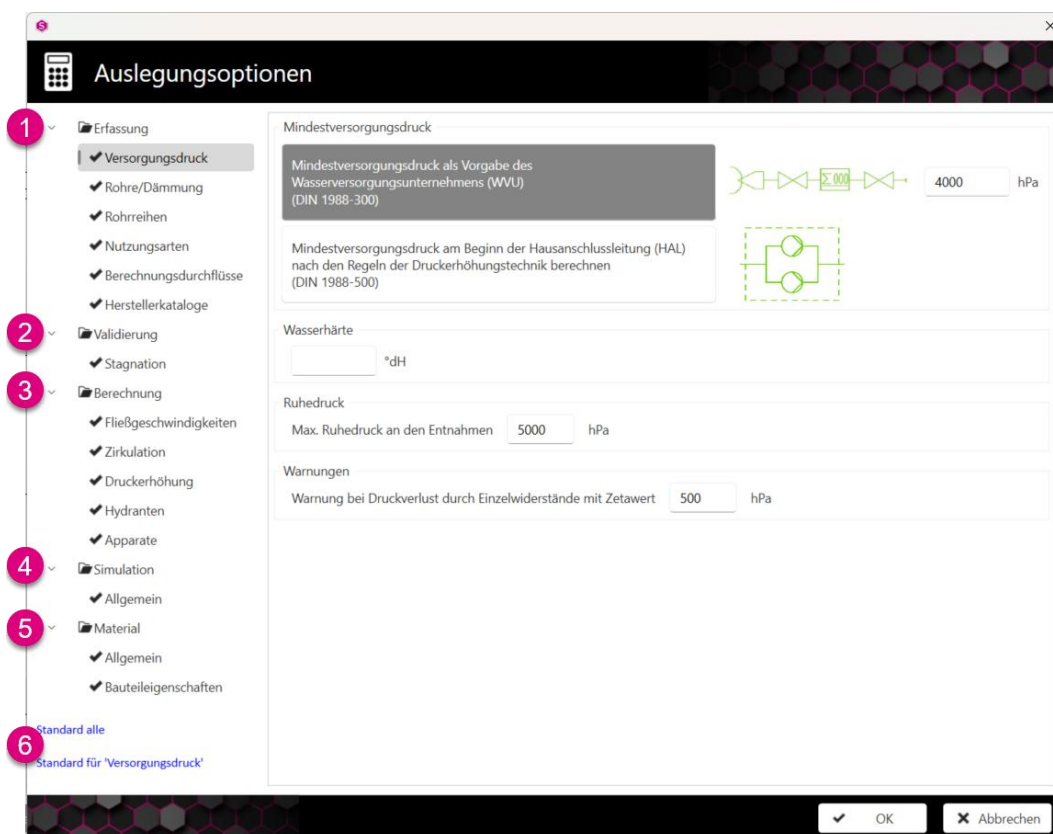 S
Auslegungsoptionen
1
Erfassung
Versorgungsdruck
Rohre/Dämmung
Rohrreihen
Nutzungsarten
Berechnungsdurchflüsse
Herstellerkataloge
2
Validierung
Stagnation
3
Berechnung
Fließgeschwindigkeiten
Zirkulation
Druckerhöhung
Hydranten
Apparate
4
Simulation
Allgemein
5
Material
Allgemein
Bauteileigenschaften
Standard alle
6
Standard für 'Versorgungsdruck'
Mindestversorgungsdruck
Mindestversorgungsdruck als Vorgabe des
Wasserversorgungsunternehmens (WVU)
(DIN 1988-300)
Σ 000
4000 hPa
Mindestversorgungsdruck am Beginn der Hausanschlussleitung (HAL)
nach den Regeln der Druckerhöhungstechnik berechnen
(DIN 1988-500)
Wasserhärte
°dH
Ruhedruck
Max. Ruhedruck an den Entnahmen 5000 hPa
Warnungen
Warnung bei Druckverlust durch Einzelwiderstände mit Zetawert 500 hPa
OK
Abbrechen